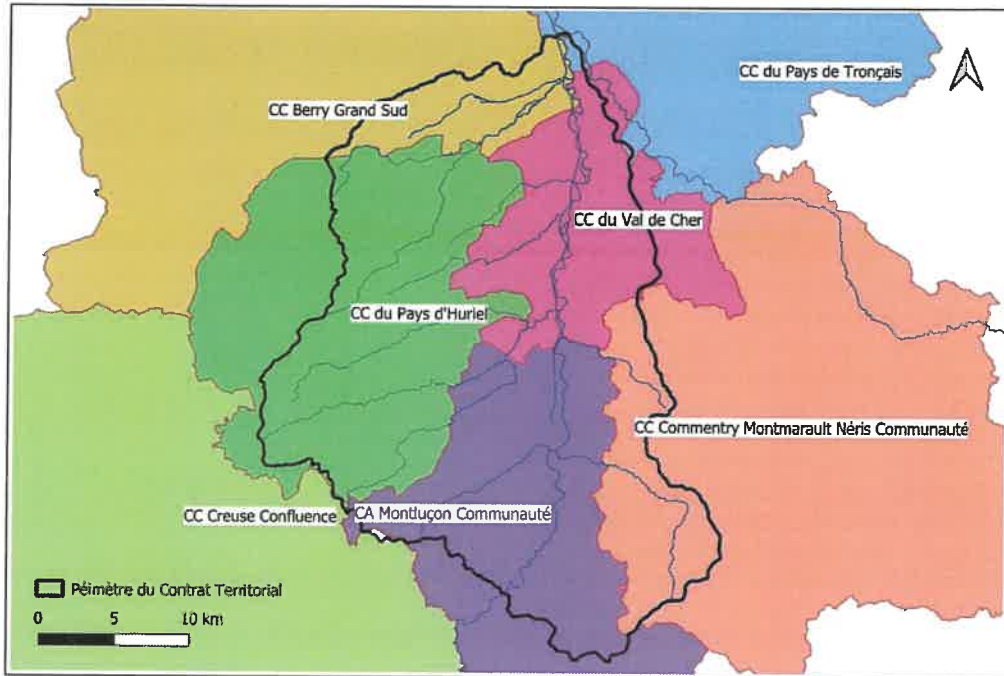 CC du Pays de Tronçais
CC Berry Grand Sud
CC du Val de Cher
CC du Pays d'Huriel
CC Commentry Montmarault Néris Communauté
CC Creuse Confluence
CA Montluçon Communauté
Péimètre du Contrat Territorial
0 5 10 km